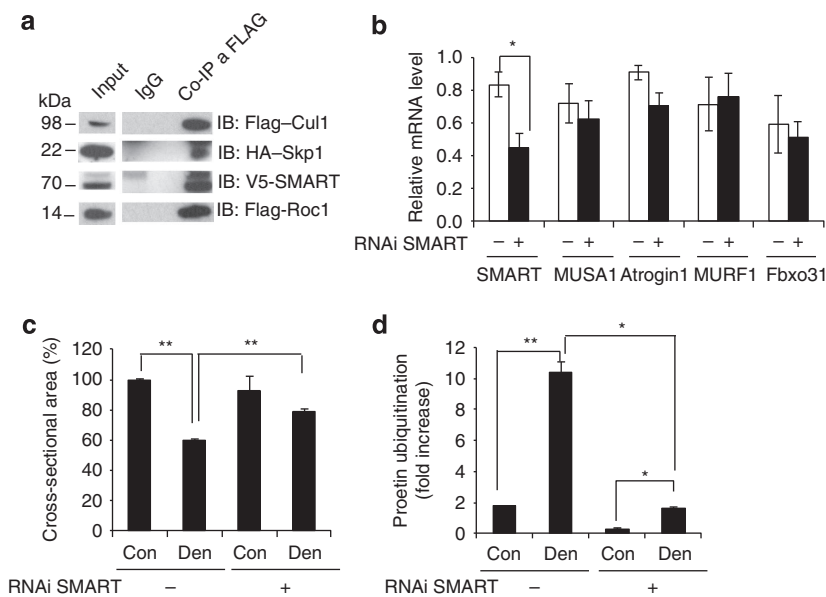 a
Input IgG Co-IP a FLAG
kDa
98 IB: Flag–Cul1
22 IB: HA–Skp1
70 IB: V5-SMART
14 IB: Flag-Roc1
b
Relative mRNA level
*
1.0
0.8
0.6
0.4
0.2
0.0
RNAi SMART – + – + – + – + – +
SMART MUSA1 Atrogin1 MURF1 Fbxo31
c
Cross-sectional area (%)
** **
120
100
80
60
40
20
0
Con Den Con Den
RNAi SMART – +
d
Proetin ubiquitination
(fold increase)
** * *
12
10
8
6
4
2
0
Con Den Con Den
RNAi SMART – +